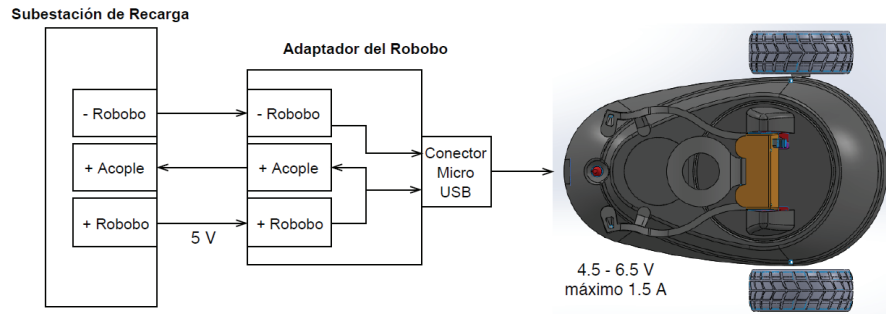 Subestación de Recarga
Adaptador del Robobo
- Robobo
- Robobo
+ Acople
+ Acople
Conector
Micro
USB
+ Robobo
+ Robobo
5 V
4.5 - 6.5 V
máximo 1.5 A